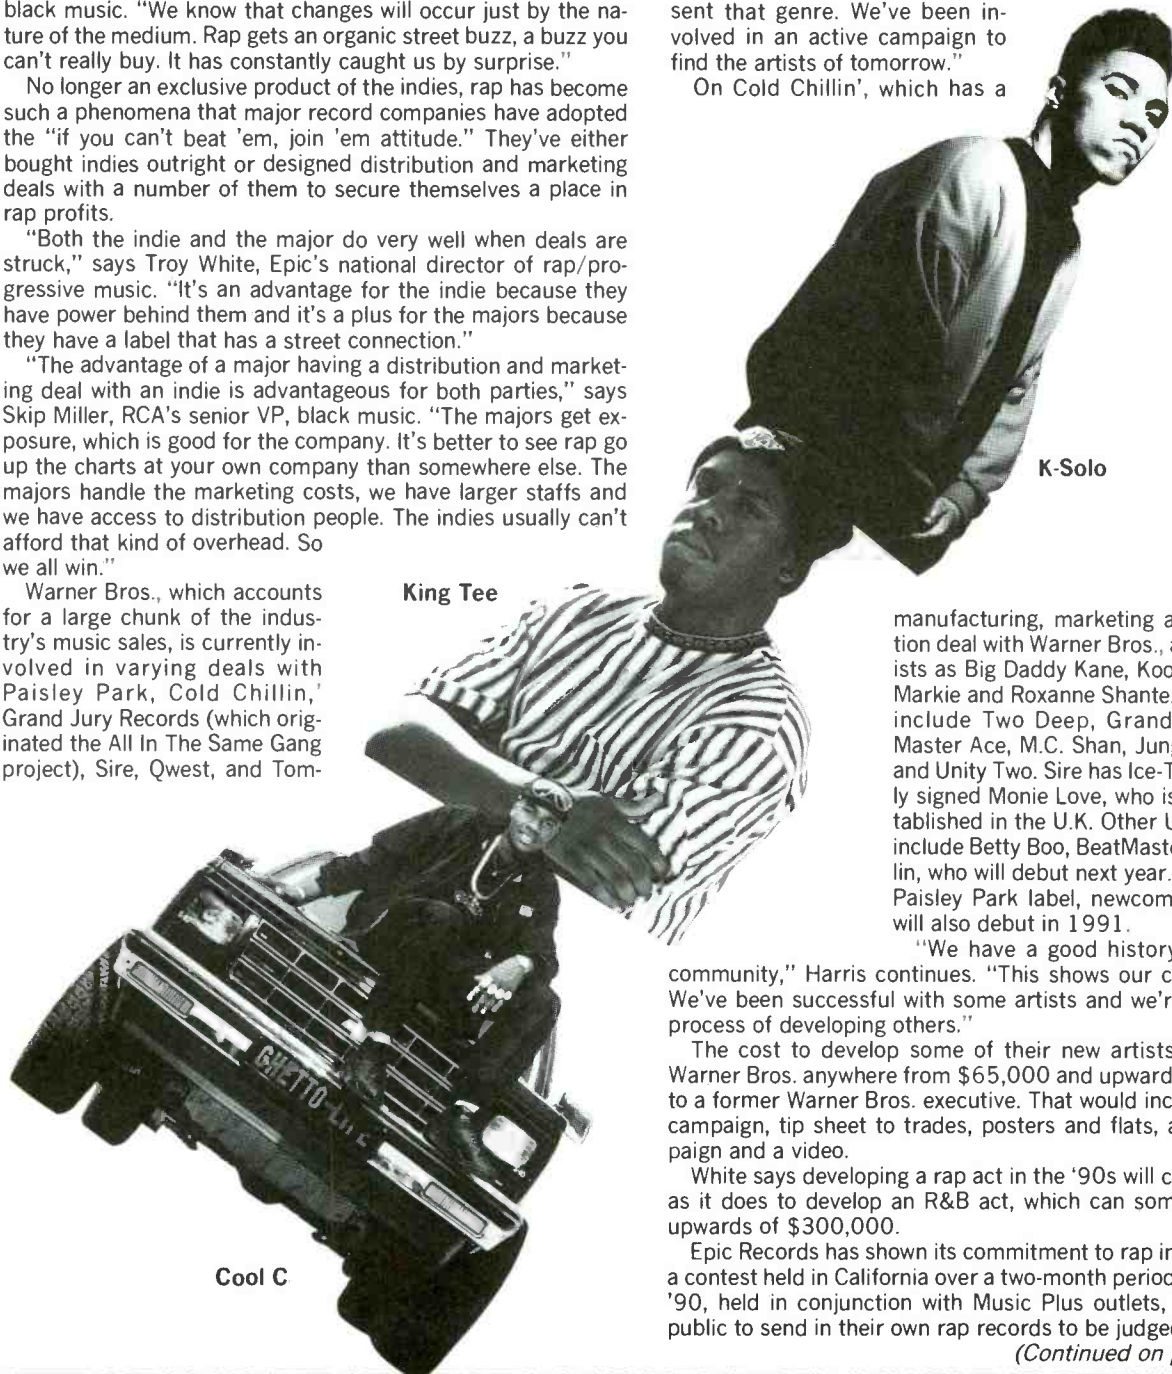 black music. “We know that changes will occur just by the na-
ture of the medium. Rap gets an organic street buzz, a buzz you
can’t really buy. It has constantly caught us by surprise.”
No longer an exclusive product of the indies, rap has become
such a phenomena that major record companies have adopted
the “if you can’t beat ’em, join ’em attitude.” They’ve either
bought indies outright or designed distribution and marketing
deals with a number of them to secure themselves a place in
rap profits.
“Both the indie and the major do very well when deals are
struck,” says Troy White, Epic’s national director of rap/pro-
gressive music. “It’s an advantage for the indie because they
have power behind them and it’s a plus for the majors because
they have a label that has a street connection.”
“The advantage of a major having a distribution and market-
ing deal with an indie is advantageous for both parties,” says
Skip Miller, RCA’s senior VP, black music. “The majors get ex-
posure, which is good for the company. It’s better to see rap go
up the charts at your own company than somewhere else. The
majors handle the marketing costs, we have larger staffs and
we have access to distribution people. The indies usually can’t
afford that kind of overhead. So
we all win.”
Warner Bros., which accounts
for a large chunk of the indus-
try’s music sales, is currently in-
volved in varying deals with
Paisley Park, Cold Chillin,’
Grand Jury Records (which orig-
inated the All In The Same Gang
project), Sire, Qwest, and Tom-
King Tee
GHETTO-LIFE
Cool C
sent that genre. We’ve been in-
volved in an active campaign to
find the artists of tomorrow.”
On Cold Chillin’, which has a
K-Solo
manufacturing, marketing
tion deal with Warner Bros.,
ists as Big Daddy Kane,
Markie and Roxanne Shante
include Two Deep, Grand
Master Ace, M.C. Shan,
and Unity Two. Sire has Ice-T
ly signed Monie Love, who is
tablished in the U.K. Other
include Betty Boo,
lin, who will debut next year.
Paisley Park label,
will also debut in 1991.
“We have a good history
community,” Harris continues. “This shows our
We’ve been successful with some artists and
process of developing others.”
The cost to develop some of their new artists
Warner Bros. anywhere from $65,000 and upward
to a former Warner Bros. executive. That would
campaign, tip sheet to trades, posters and flats,
paign and a video.
White says developing a rap act in the ‘90s will
as it does to develop an R&B act, which can
upwards of $300,000.
Epic Records has shown its commitment to rap
a contest held in California over a two-month period
’90, held in conjunction with Music Plus outlets,
public to send in their own rap records to be
(Continued on